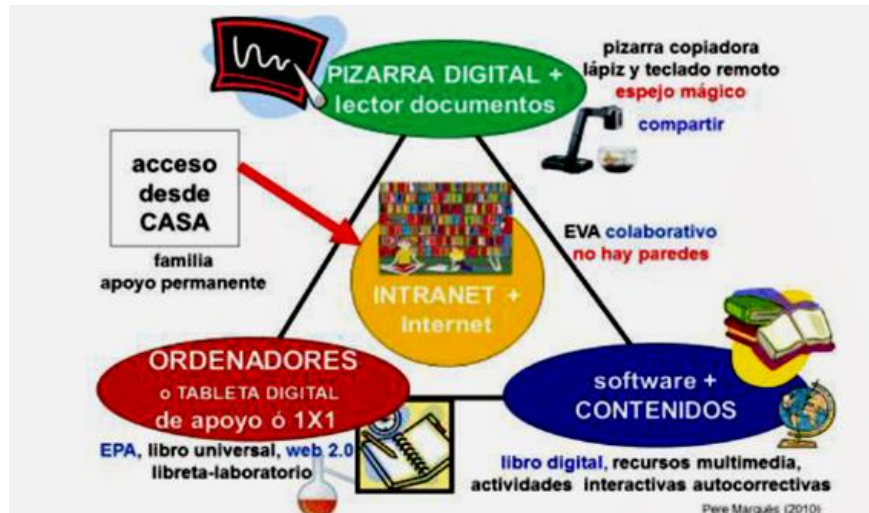 PIZARRA DIGITAL +
lector documentos
pizarra copiadora
lápiz y teclado remoto
espejo mágico
compartir
acceso
desde
CASA
familia
apoyo permanente
EVA colaborativo
no hay paredes
INTRANET +
Internet
ORDENADORES
o TABLETA DIGITAL
de apoyo ó 1X1
EPA, libro universal, web 2.0
libreta-laboratorio
software +
CONTENIDOS
libro digital, recursos multimedia,
actividades interactivas autocorrectivas
Pere Marquès (2010)